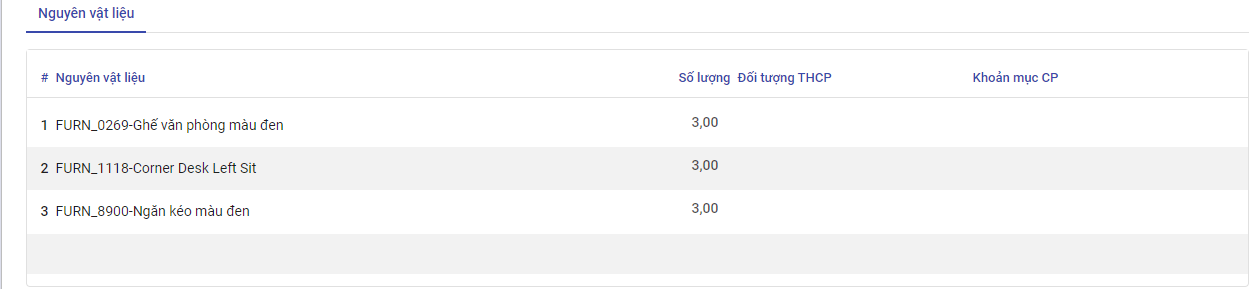 Nguyên vật liệu
# Nguyên vật liệu Số lượng Đối tượng THCP Khoản mục CP
1 FURN_0269-Ghế văn phòng màu đen 3,00
2 FURN_1118-Corner Desk Left Sit 3,00
3 FURN_8900-Ngăn kéo màu đen 3,00